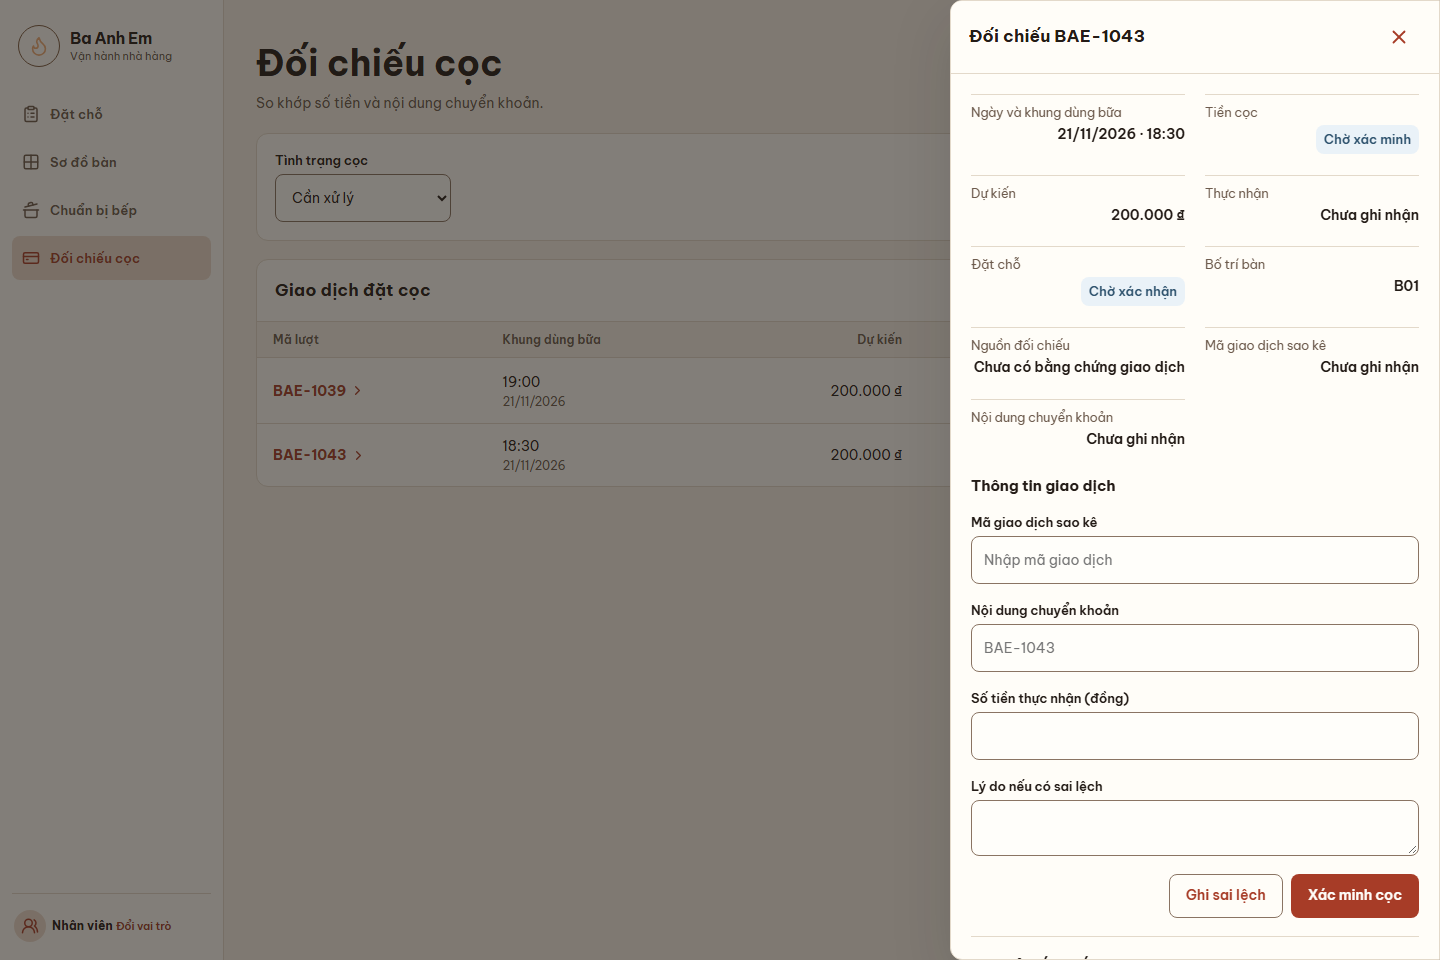 Ba Anh Em
Vận hành nhà hàng
Đặt chỗ
Sơ đồ bàn
Chuẩn bị bếp
Đối chiếu cọc
Nhân viên Đổi vai trò
Đối chiếu cọc
So khớp số tiền và nội dung chuyển khoản.
Tình trạng cọc
Cần xử lý
Giao dịch đặt cọc
Mã lượt Khung dùng bữa Dự kiến
BAE-1039 19:00 200.000 ₫
21/11/2026
BAE-1043 18:30 200.000 ₫
21/11/2026
Đối chiếu BAE-1043
Ngày và khung dùng bữa
21/11/2026 · 18:30
Tiền cọc
Chờ xác minh
Dự kiến
200.000 ₫
Thực nhận
Chưa ghi nhận
Đặt chỗ
Chờ xác nhận
Bố trí bàn
B01
Nguồn đối chiếu
Chưa có bằng chứng giao dịch
Mã giao dịch sao kê
Chưa ghi nhận
Nội dung chuyển khoản
Chưa ghi nhận
Thông tin giao dịch
Mã giao dịch sao kê
Nhập mã giao dịch
Nội dung chuyển khoản
BAE-1043
Số tiền thực nhận (đồng)
Lý do nếu có sai lệch
Ghi sai lệch
Xác minh cọc